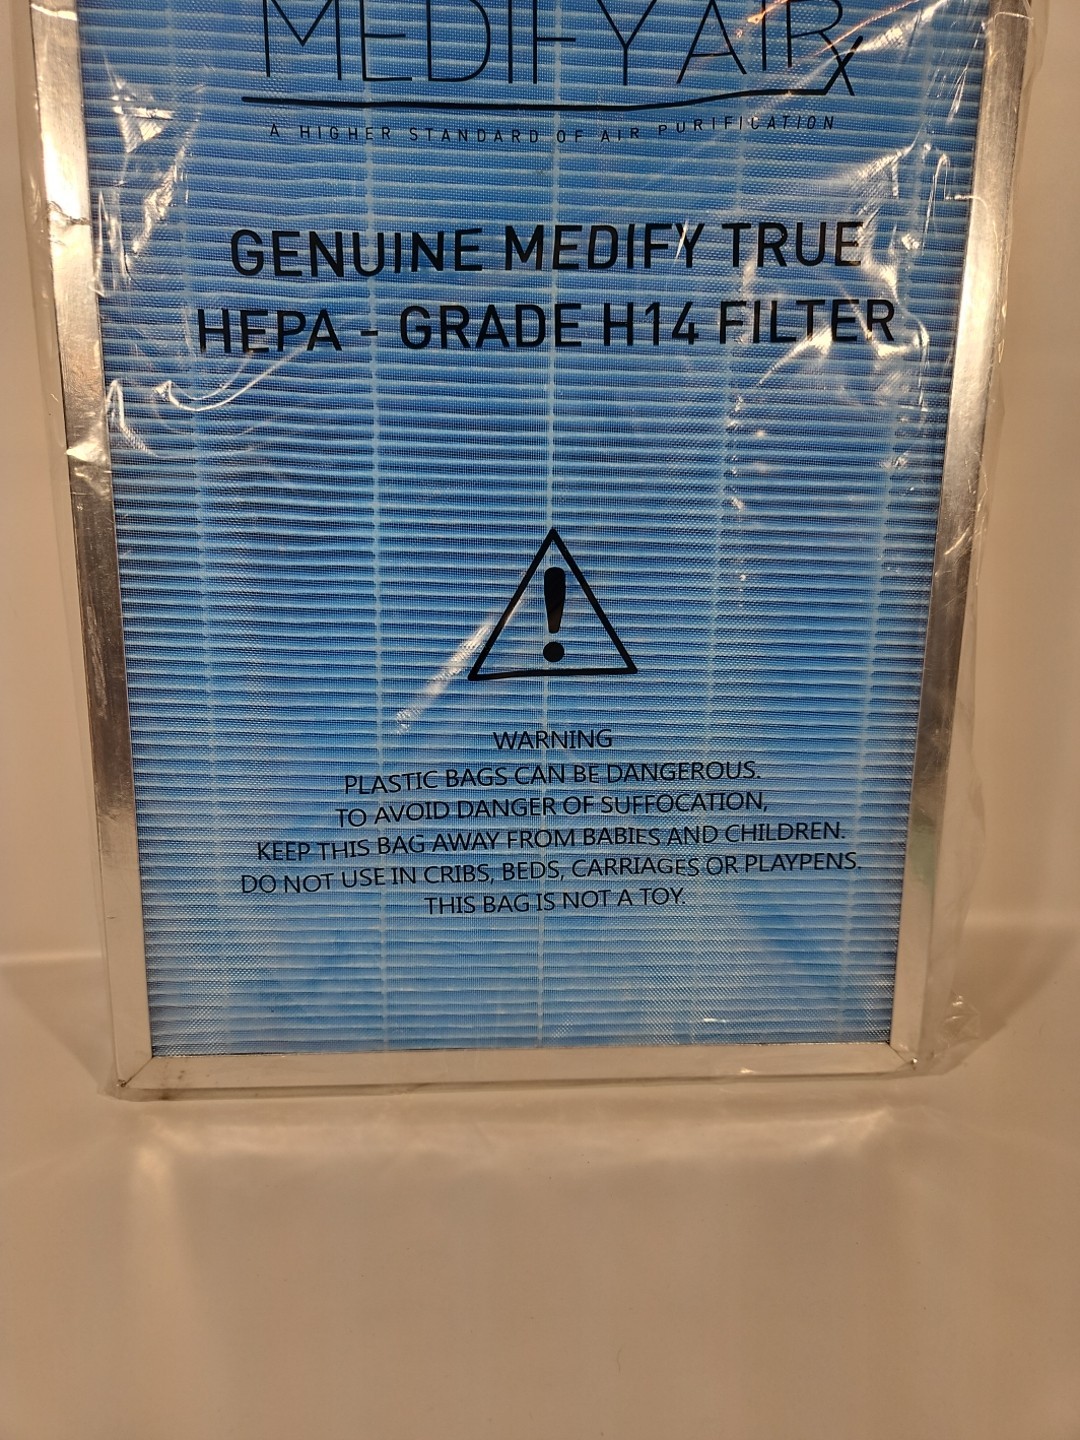 MEDIFYAIRx
A HIGHER STANDARD OF AIR PURIFICATION
GENUINE MEDIFY TRUE
HEPA - GRADE H14 FILTER
!
WARNING
PLASTIC BAGS CAN BE DANGEROUS.
TO AVOID DANGER OF SUFFOCATION,
KEEP THIS BAG AWAY FROM BABIES AND CHILDREN.
DO NOT USE IN CRIBS, BEDS, CARRIAGES OR PLAYPENS.
THIS BAG IS NOT A TOY.